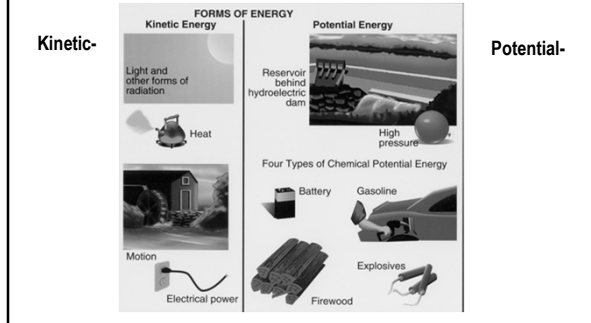 FORMS OF ENERGY
Kinetic Energy
Potential Energy
Kinetic-
Potential-
Light and
other forms of
radiation
Heat
Motion
Electrical power
Reservoir
behind
hydroelectric
dam
High
pressure
Four Types of Chemical Potential Energy
Battery
Gasoline
Firewood
Explosives